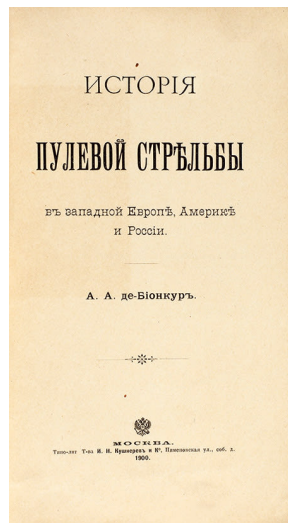 ИСТОРІЯ
ПУЛЕВОЙ СТРѢЛЬБЫ
въ западной Европѣ, Америкѣ
и Россіи.
А. А. де-Біонкуръ.
МОСКВА.
Типо-лит Т-ва И. Н. Кушнеревъ и Кº, Пименовская ул., соб. д.
1900.